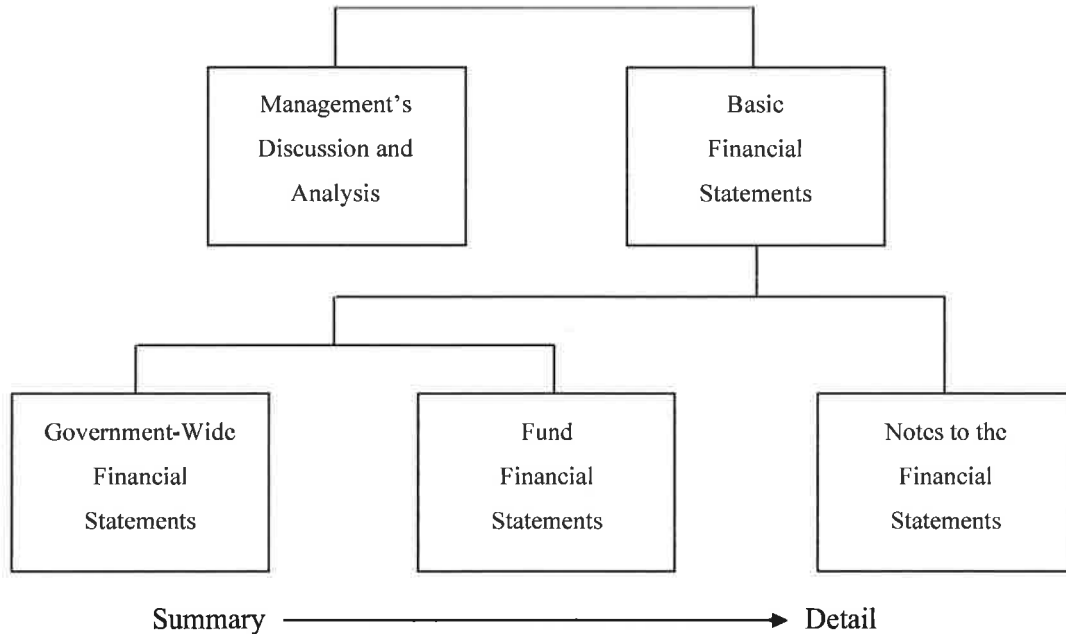 Management's
Discussion and
Analysis
Basic
Financial
Statements
Government-Wide
Financial
Statements
Fund
Financial
Statements
Notes to the
Financial
Statements
Summary
Detail